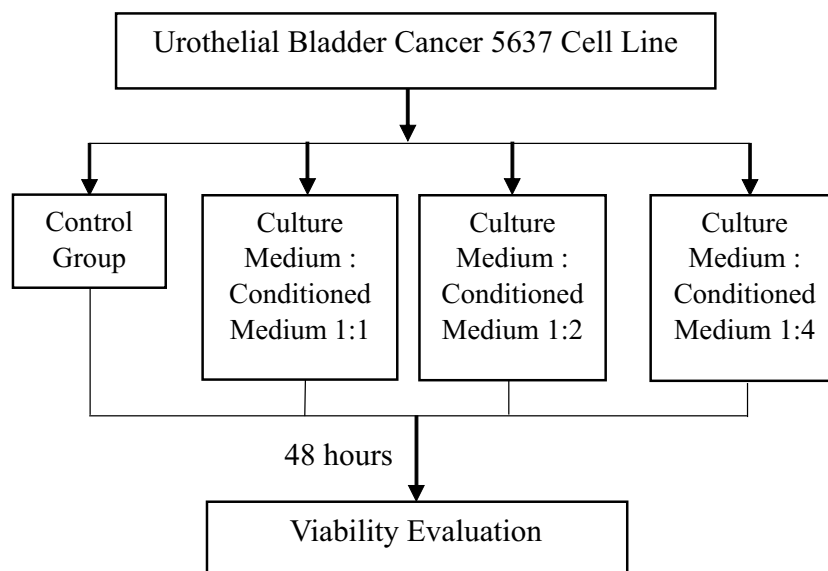 Urothelial Bladder Cancer 5637 Cell Line
Control
Group
Culture
Medium :
Conditioned
Medium 1:1
Culture
Medium :
Conditioned
Medium 1:2
Culture
Medium :
Conditioned
Medium 1:4
48 hours
Viability Evaluation